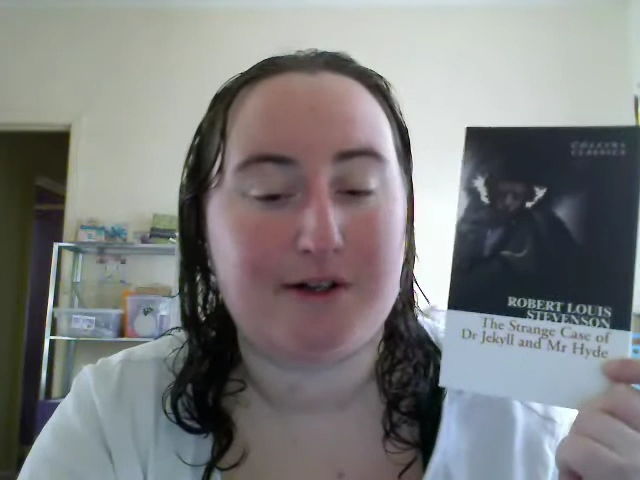 COLLINS
CLASSICS
ROBERT LOUIS
STEVENSON
The Strange Case of
Dr Jekyll and Mr Hyde